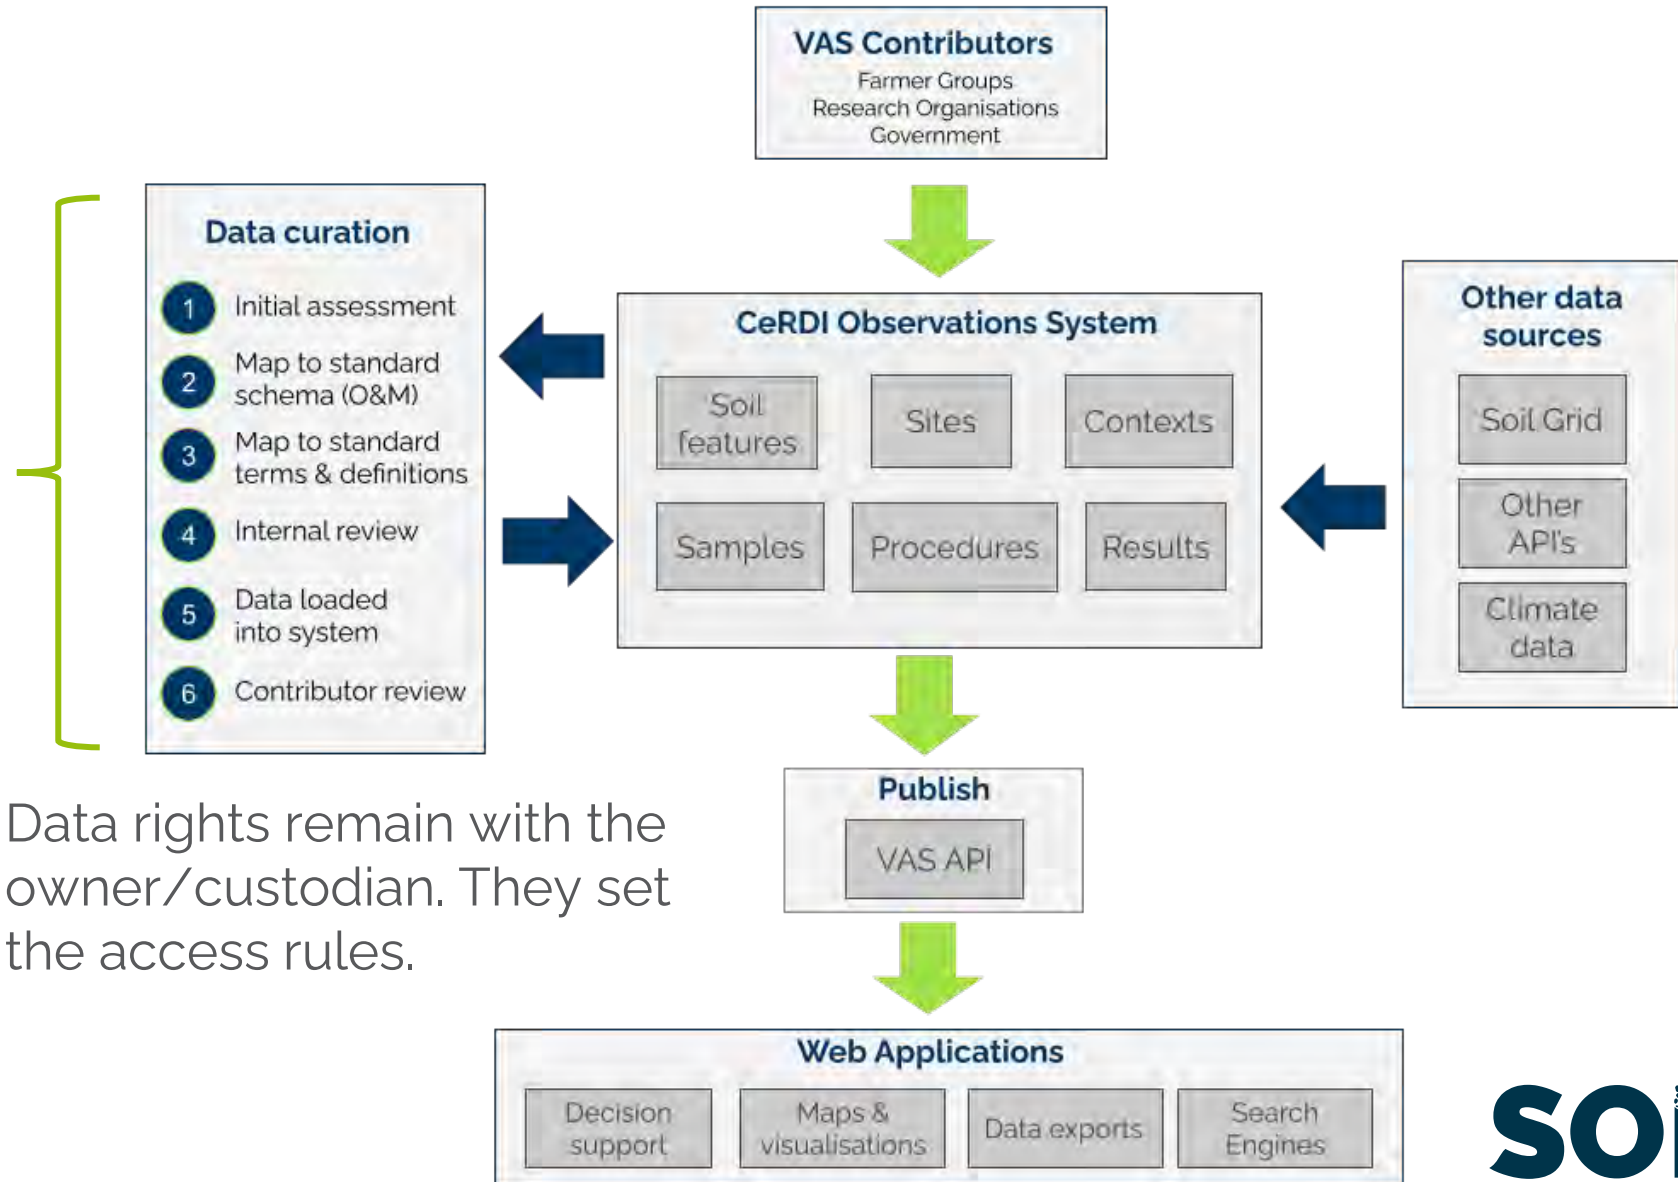 VAS Contributors
Farmer Groups
Research Organisations
Government
Data curation
1 Initial assessment
2 Map to standard
schema (O&M)
3 Map to standard
terms & definitions
4 Internal review
5 Data loaded
into system
6 Contributor review
CeRDI Observations System
Soil
features
Sites
Contexts
Samples
Procedures
Results
Other data
sources
Soil Grid
Other
API's
Climate
data
Publish
VAS API
Data rights remain with the
owner/custodian. They set
the access rules.
Web Applications
Decision
support
Maps &
visualisations
Data exports
Search
Engines